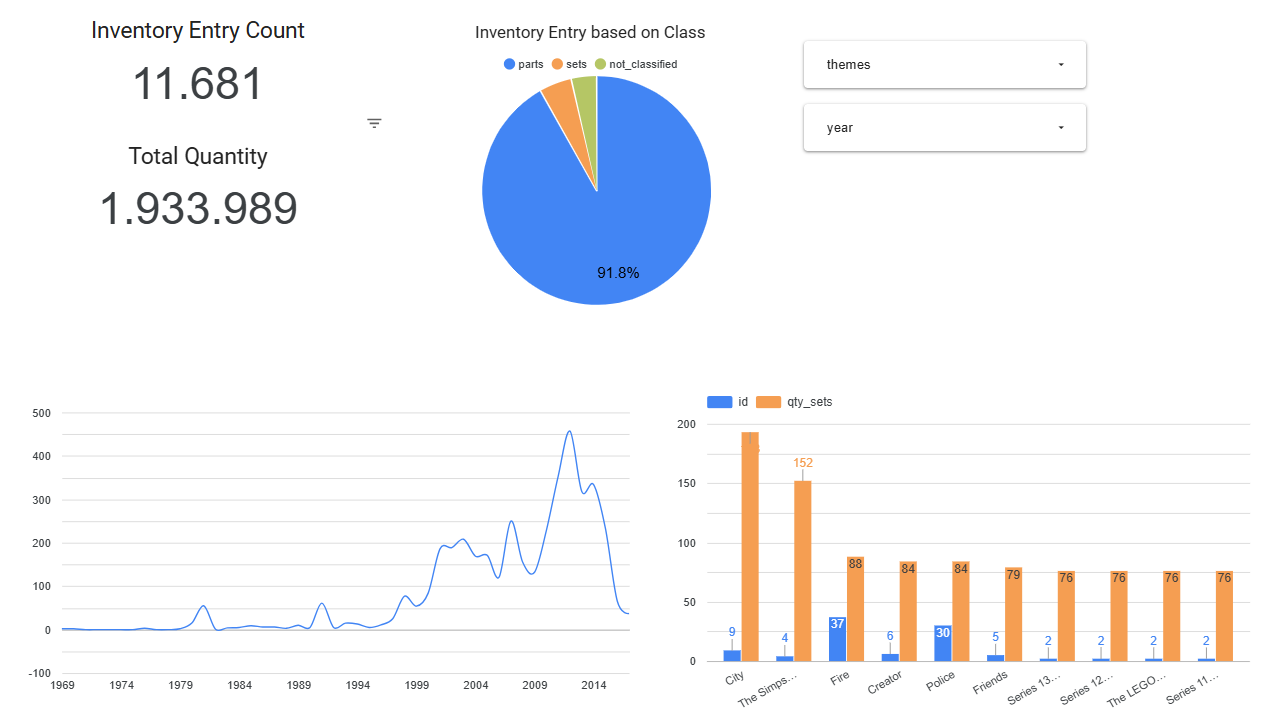 Inventory Entry Count
11.681
Total Quantity
1.933.989
Inventory Entry based on Class
parts sets not_classified
91.8%
themes
year
500
400
300
200
100
0
-100
1969 1974 1979 1984 1989 1994 1999 2004 2009 2014
id qty_sets
200
150
100
50
0
9 4 152 37 88 6 84 30 84 5 79 2 76 2 76 2 76 2 76
City The Simps… Fire Creator Police Friends Series 13… Series 12… The LEGO… Series 11…